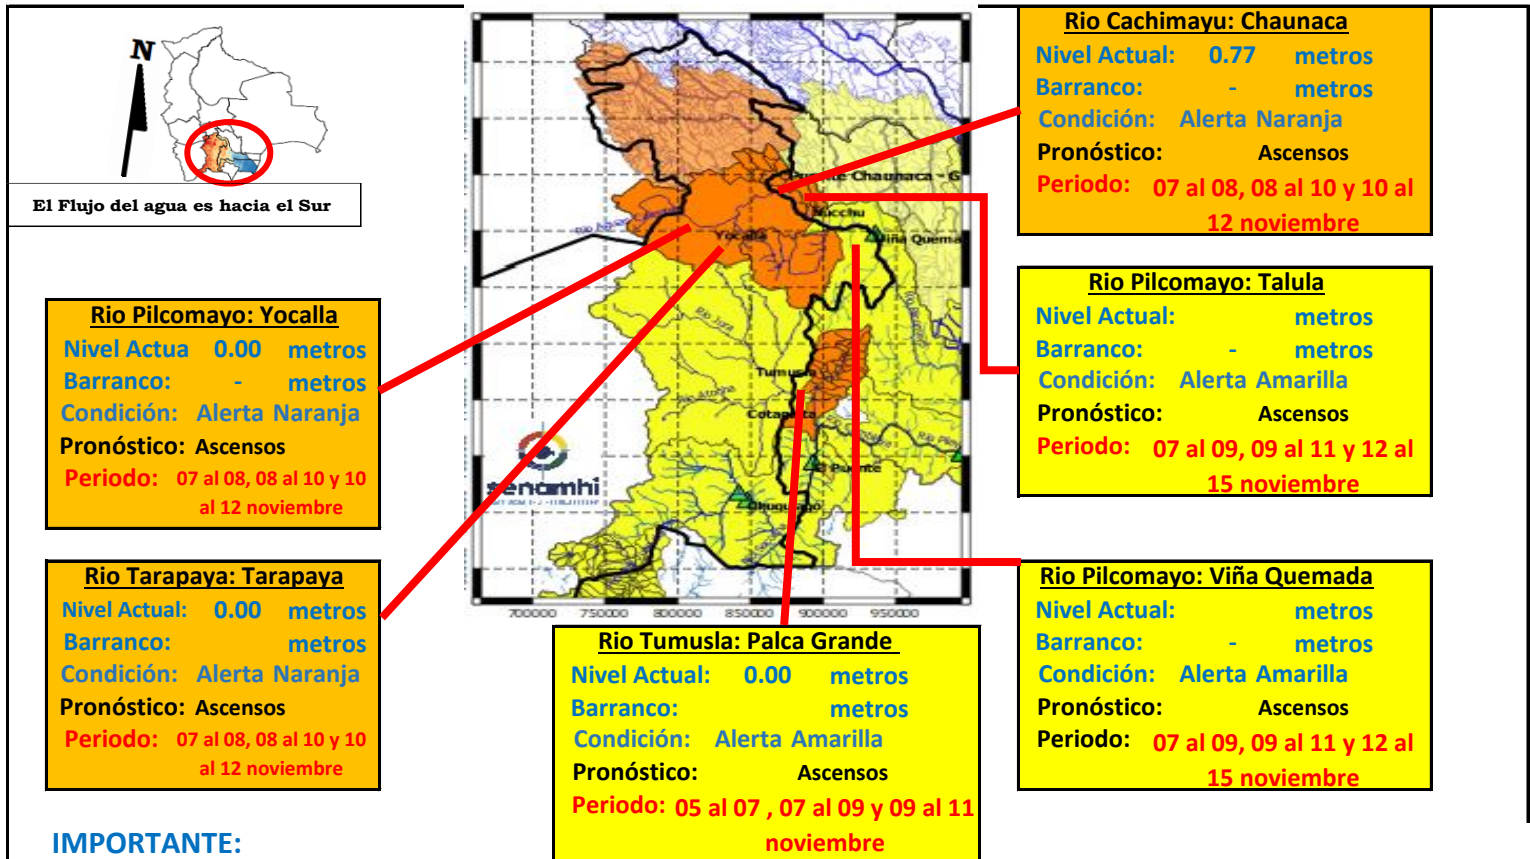 N
El Flujo del agua es hacia el Sur
Rio Pilcomayo: Yocalla
Nivel Actua 0.00 metros
Barranco: - metros
Condición: Alerta Naranja
Pronóstico: Ascensos
Periodo: 07 al 08, 08 al 10 y 10
al 12 noviembre
Rio Tarapaya: Tarapaya
Nivel Actual: 0.00 metros
Barranco: metros
Condición: Alerta Naranja
Pronóstico: Ascensos
Periodo: 07 al 08, 08 al 10 y 10
al 12 noviembre
IMPORTANTE:
Puente Chaunaca - G
Nucchu
Viña Quema
Yocalla
Tumusla
Cotagaita
El Puente
Chuquiago
senamhi
700000 750000 800000 850000 900000 950000
Rio Tumusla: Palca Grande
Nivel Actual: 0.00 metros
Barranco: metros
Condición: Alerta Amarilla
Pronóstico: Ascensos
Periodo: 05 al 07 , 07 al 09 y 09 al 11
noviembre
Rio Cachimayu: Chaunaca
Nivel Actual: 0.77 metros
Barranco: - metros
Condición: Alerta Naranja
Pronóstico: Ascensos
Periodo: 07 al 08, 08 al 10 y 10 al
12 noviembre
Rio Pilcomayo: Talula
Nivel Actual: metros
Barranco: - metros
Condición: Alerta Amarilla
Pronóstico: Ascensos
Periodo: 07 al 09, 09 al 11 y 12 al
15 noviembre
Rio Pilcomayo: Viña Quemada
Nivel Actual: metros
Barranco: - metros
Condición: Alerta Amarilla
Pronóstico: Ascensos
Periodo: 07 al 09, 09 al 11 y 12 al
15 noviembre